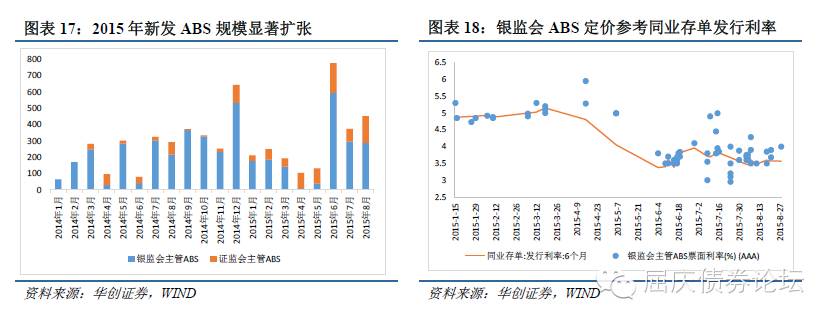 图表 17：2015 年新发 ABS 规模显著扩张
800
700
600
500
400
300
200
100
0
2014年1月
2014年2月
2014年3月
2014年4月
2014年5月
2014年6月
2014年7月
2014年8月
2014年9月
2014年10月
2014年11月
2014年12月
2015年1月
2015年2月
2015年3月
2015年4月
2015年5月
2015年6月
2015年7月
2015年8月
银监会主管ABS
证监会主管ABS
资料来源：华创证券，WIND
图表 18：银监会 ABS 定价参考同业存单发行利率
6.5
6
5.5
5
4.5
4
3.5
3
2.5
2015-1-15
2015-1-29
2015-2-12
2015-2-26
2015-3-12
2015-3-26
2015-4-9
2015-4-23
2015-5-7
2015-5-21
2015-6-4
2015-6-18
2015-7-2
2015-7-16
2015-7-30
2015-8-13
2015-8-27
同业存单:发行利率:6个月
银监会主管ABS票面利率(%) (AAA)
资料来源：华创证券，WIND
屈庆债券论坛